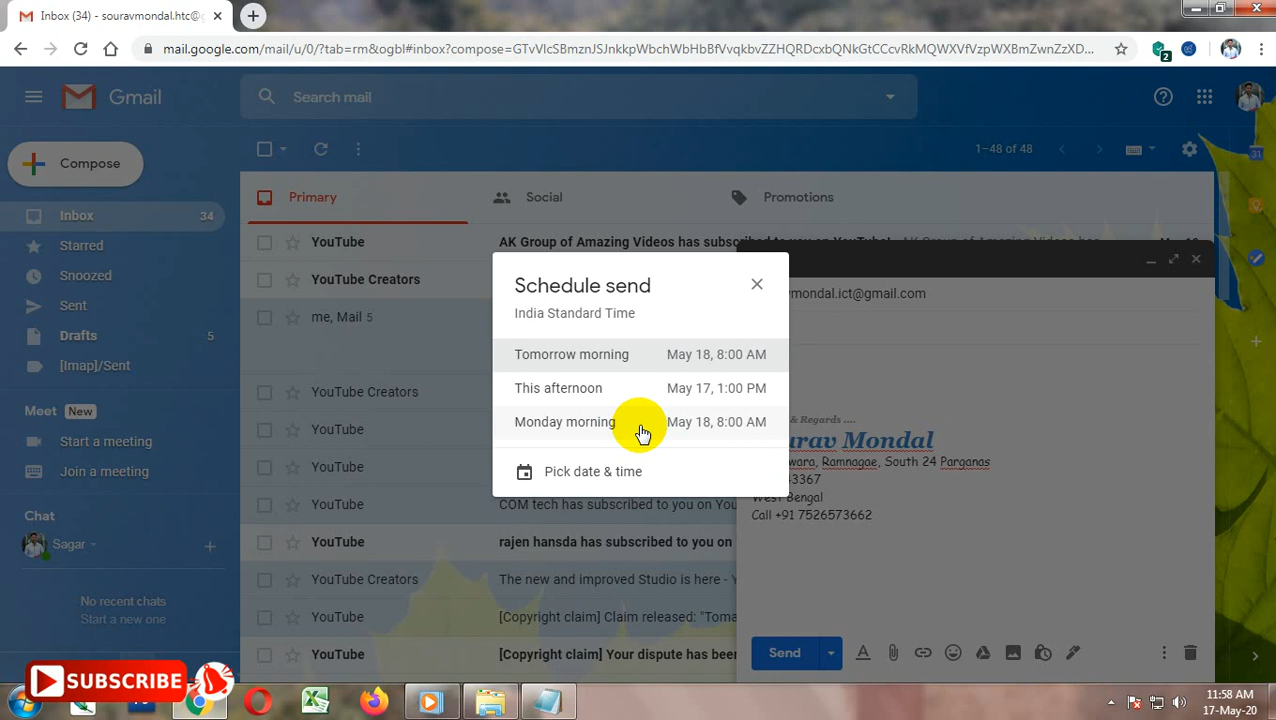 Inbox (34) - souravmondal.htc@g
mail.google.com/mail/u/0/?tab=rm&ogbl#inbox?compose=
2
Gmail
Search mail
Compose
1–48 of 48
Inbox 34
Starred
Snoozed
Sent
Drafts 5
[Imap]/Sent
Meet New
Start a meeting
Join a meeting
Chat
Sagar
No recent chats
Start a new one
Primary
Social
Promotions
YouTube AK Group of Amazing Videos has subscribed to you on YouTube!
YouTube Creators
me, Mail 5
YouTube Creators
YouTube
YouTube
YouTube COM tech has subscribed to you on You
YouTube rajen hansda has subscribed to you on
YouTube Creators The new and improved Studio is here - Y
YouTube [Copyright claim] Claim released: "Toma
YouTube [Copyright claim] Your dispute has been
Schedule send
India Standard Time
Tomorrow morning May 18, 8:00 AM
This afternoon May 17, 1:00 PM
Monday morning May 18, 8:00 AM
Pick date & time
mondal.ict@gmail.com
& Regards ....
urav Mondal
wara, Ramnagae, South 24 Parganas
43367
West Bengal
Call +91 7526573662
Send
SUBSCRIBE
11:58 AM
17-May-20